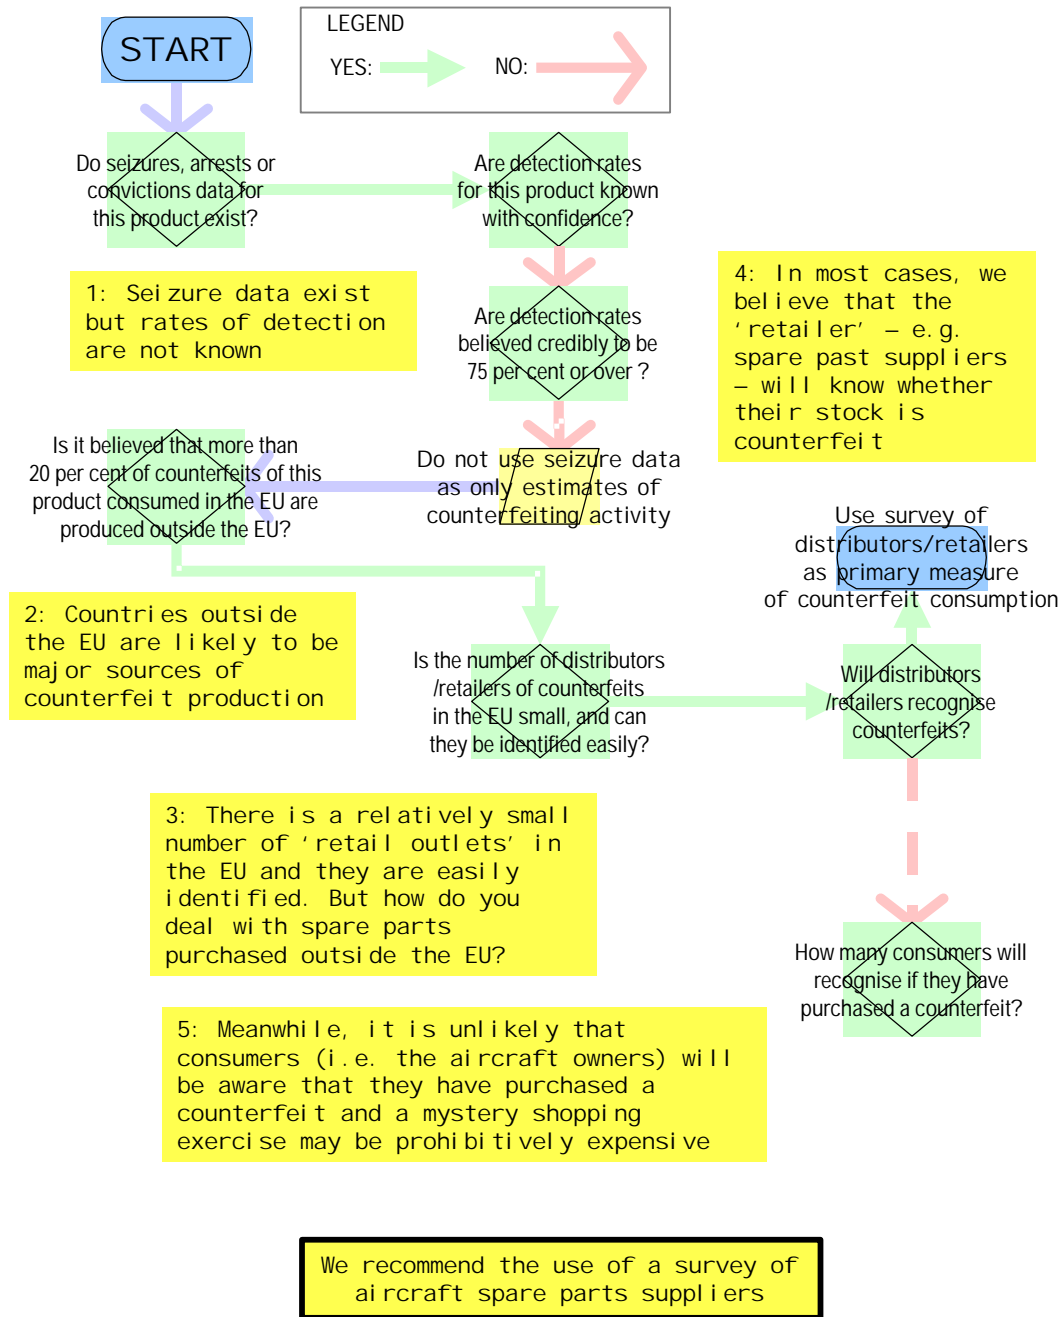 START
LEGEND
YES:
NO:
Do seizures, arrests or
convictions data for
this product exist?
Are detection rates
for this product known
with confidence?
1: Seizure data exist
but rates of detection
are not known
Are detection rates
believed credibly to be
75 per cent or over ?
4: In most cases, we
believe that the
‘retailer’ – e.g.
spare past suppliers
– will know whether
their stock is
counterfeit
Is it believed that more than
20 per cent of counterfeits of this
product consumed in the EU are
produced outside the EU?
Do not use seizure data
as only estimates of
counterfeiting activity
Use survey of
distributors/retailers
as primary measure
of counterfeit consumption
2: Countries outside
the EU are likely to be
major sources of
counterfeit production
Is the number of distributors
/retailers of counterfeits
in the EU small, and can
they be identified easily?
Will distributors
/retailers recognise
counterfeits?
3: There is a relatively small
number of ‘retail outlets’ in
the EU and they are easily
identified. But how do you
deal with spare parts
purchased outside the EU?
How many consumers will
recognise if they have
purchased a counterfeit?
5: Meanwhile, it is unlikely that
consumers (i.e. the aircraft owners) will
be aware that they have purchased a
counterfeit and a mystery shopping
exercise may be prohibitively expensive
We recommend the use of a survey of
aircraft spare parts suppliers